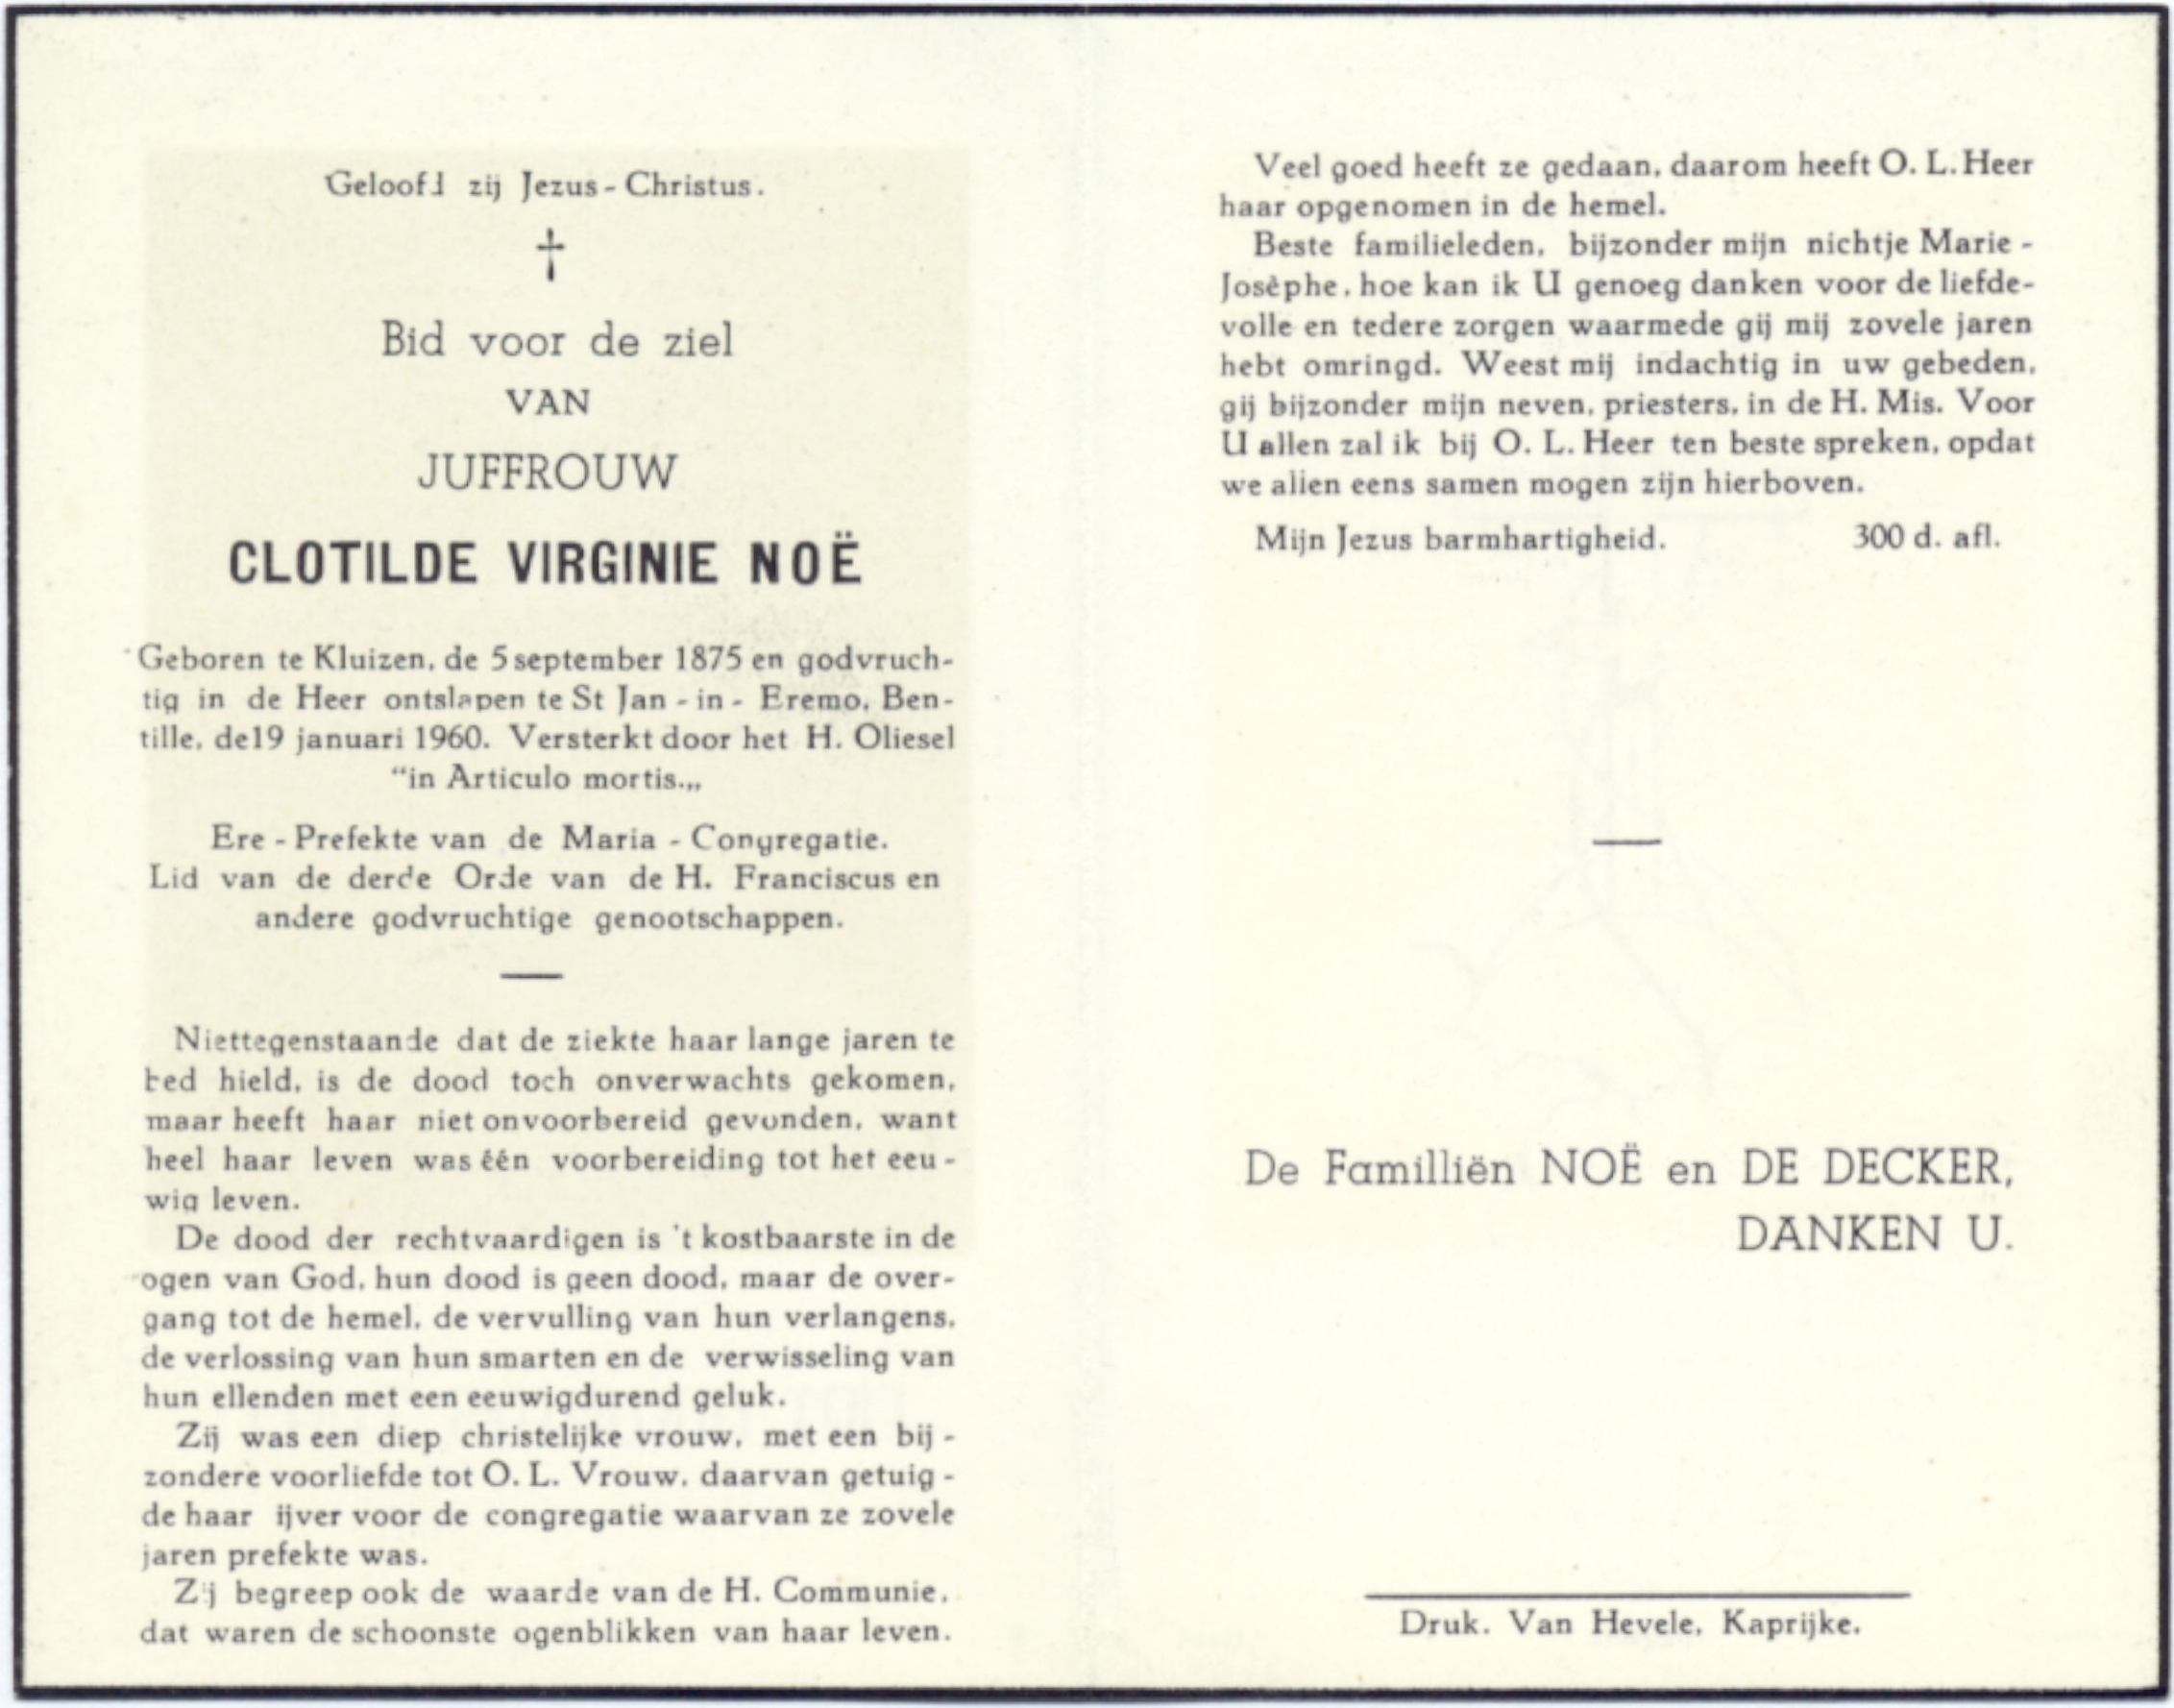 Geloofd zij Jezus-Christus.
†
Bid voor de ziel
VAN
JUFFROUW
CLOTILDE VIRGINIE NOË
Geboren te Kluizen, de 5 september 1875 en godvruch-
tig in de Heer ontslapen te St Jan - in - Eremo, Ben-
tille, de 19 januari 1960. Versterkt door het H. Oliesel
“in Articulo mortis.„
Ere - Prefekte van de Maria - Congregatie.
Lid van de derde Orde van de H. Franciscus en
andere godvruchtige genootschappen.
Niettegenstaande dat de ziekte haar lange jaren te
bed hield, is de dood toch onverwachts gekomen,
maar heeft haar niet onvoorbereid gevonden, want
heel haar leven was één voorbereiding tot het eeu -
wig leven.
De dood der rechtvaardigen is 't kostbaarste in de
ogen van God, hun dood is geen dood, maar de over-
gang tot de hemel, de vervulling van hun verlangens,
de verlossing van hun smarten en de verwisseling van
hun ellenden met een eeuwigdurend geluk.
Zij was een diep christelijke vrouw, met een bij -
zondere voorliefde tot O. L. Vrouw, daarvan getuig -
de haar ijver voor de congregatie waarvan ze zovele
jaren prefekte was.
Zij begreep ook de waarde van de H. Communie,
dat waren de schoonste ogenblikken van haar leven.
Veel goed heeft ze gedaan, daarom heeft O. L. Heer
haar opgenomen in de hemel.
Beste familieleden, bijzonder mijn nichtje Marie -
Josèphe, hoe kan ik U genoeg danken voor de liefde-
volle en tedere zorgen waarmede gij mij zovele jaren
hebt omringd. Weest mij indachtig in uw gebeden,
gij bijzonder mijn neven, priesters, in de H. Mis. Voor
U allen zal ik bij O. L. Heer ten beste spreken, opdat
we allen eens samen mogen zijn hierboven.
Mijn Jezus barmhartigheid. 300 d. afl.
De Familliën NOË en DE DECKER,
DANKEN U.
Druk. Van Hevele, Kaprijke.